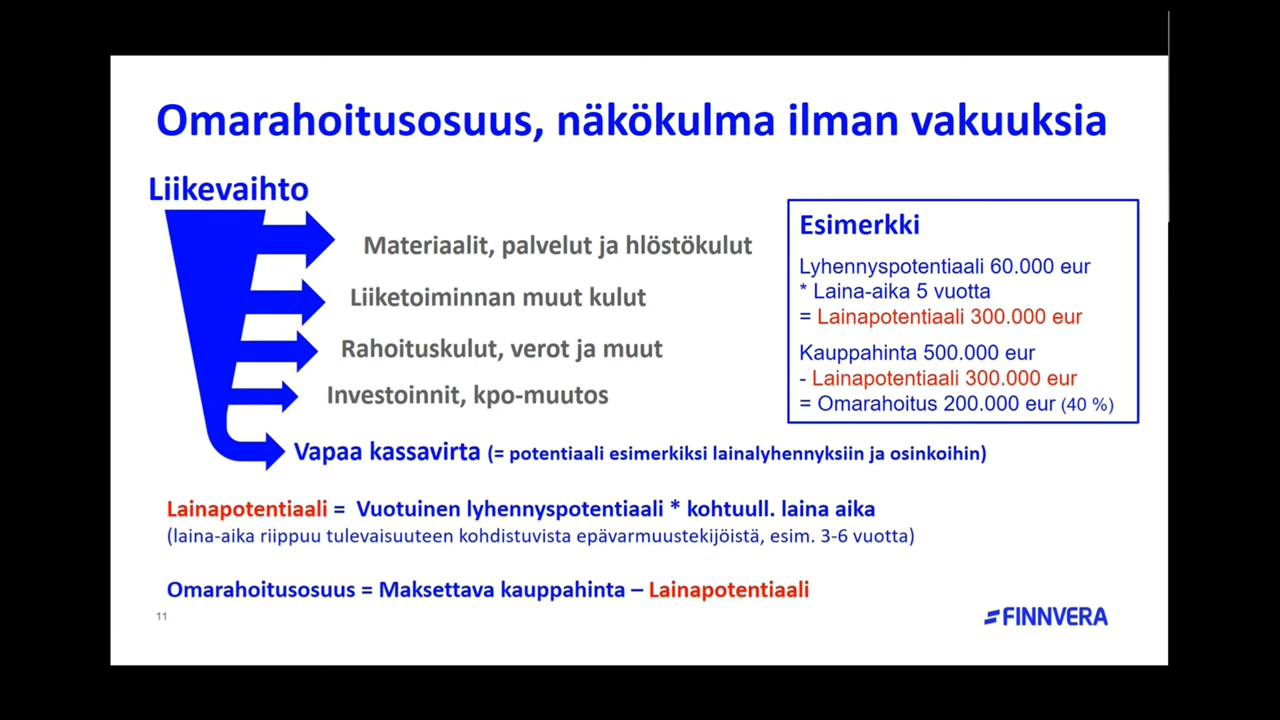 Omarahoitusosuus, näkökulma ilman vakuuksia
Liikevaihto
Materiaalit, palvelut ja hlöstökulut
Liiketoiminnan muut kulut
Rahoituskulut, verot ja muut
Investoinnit, kpo-muutos
Vapaa kassavirta (= potentiaali esimerkiksi lainalyhennyksiin ja osinkoihin)
Esimerkki
Lyhennyspotentiaali 60.000 eur
* Laina-aika 5 vuotta
= Lainapotentiaali 300.000 eur
Kauppahinta 500.000 eur
- Lainapotentiaali 300.000 eur
= Omarahoitus 200.000 eur (40 %)
Lainapotentiaali = Vuotuinen lyhennyspotentiaali * kohtuull. laina aika
(laina-aika riippuu tulevaisuuteen kohdistuvista epävarmuustekijöistä, esim. 3-6 vuotta)
Omarahoitusosuus = Maksettava kauppahinta – Lainapotentiaali
11
FINNVERA